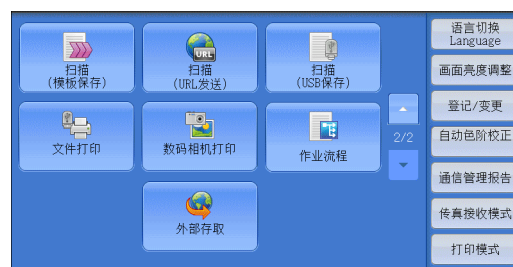 扫描
(模板保存)
URL
扫描
(URL发送)
扫描
(USB保存)
文件打印
数码相机打印
作业流程
2/2
外部存取
语言切换
Language
画面亮度调整
登记/变更
自动色阶校正
通信管理报告
传真接收模式
打印模式